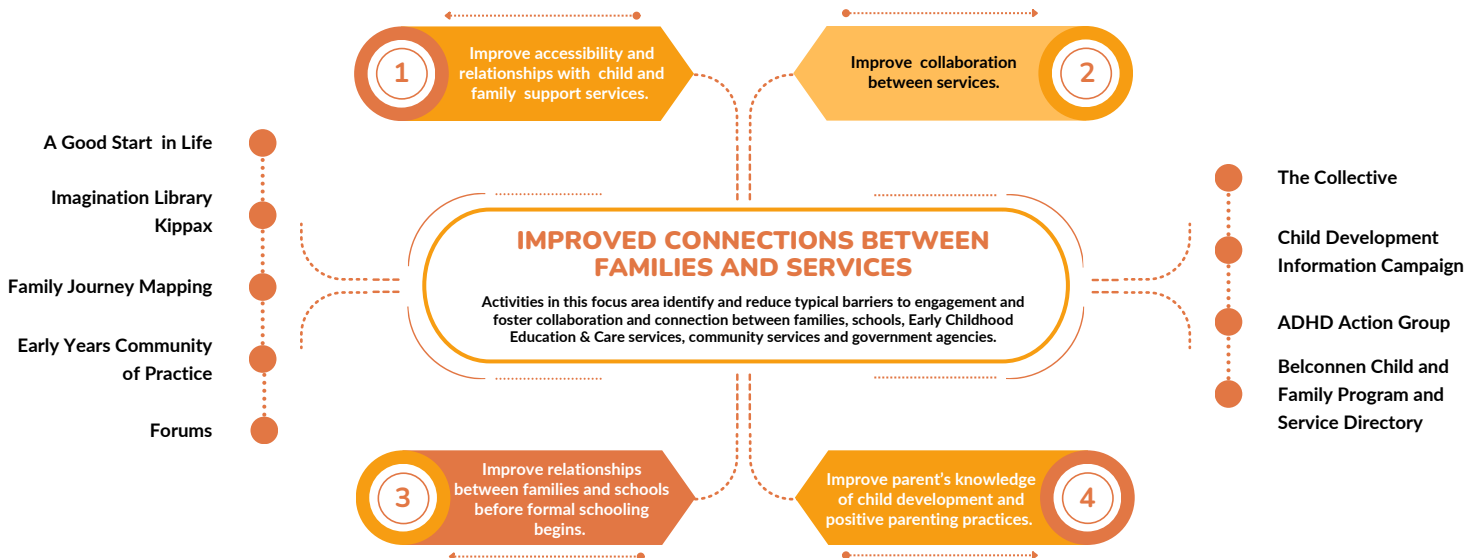 1
Improve accessibility and
relationships with child and
family support services.
Improve collaboration
between services.
2
A Good Start in Life
Imagination Library
Kippax
Family Journey Mapping
Early Years Community
of Practice
Forums
IMPROVED CONNECTIONS BETWEEN
FAMILIES AND SERVICES
Activities in this focus area identify and reduce typical barriers to engagement and
foster collaboration and connection between families, schools, Early Childhood
Education & Care services, community services and government agencies.
The Collective
Child Development
Information Campaign
ADHD Action Group
Belconnen Child and
Family Program and
Service Directory
3
Improve relationships
between families and schools
before formal schooling
begins.
Improve parent's knowledge
of child development and
positive parenting practices.
4